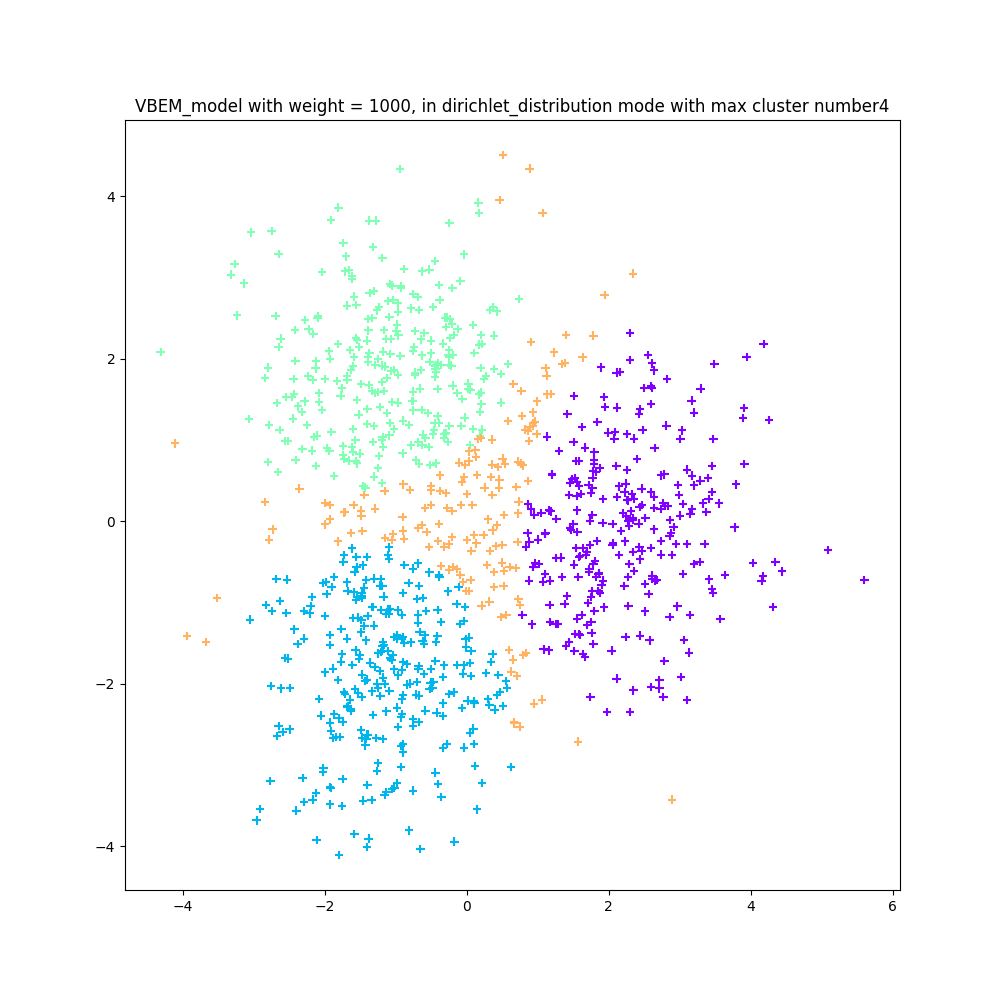 VBEM_model with weight = 1000, in dirichlet_distribution mode with max cluster number4
4
2
0
−2
−4
−4 −2 0 2 4 6